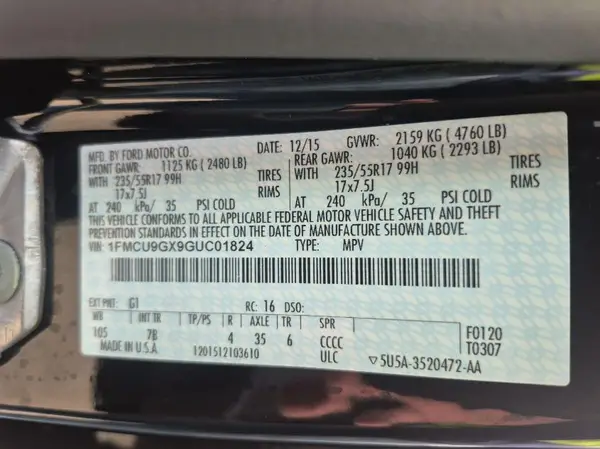 MFD. BY FORD MOTOR CO. DATE: 12/15 GVWR: 2159 KG ( 4760 LB)
FRONT GAWR: 1125 KG ( 2480 LB) REAR GAWR: 1040 KG ( 2293 LB)
WITH 235/55R17 99H TIRES WITH 235/55R17 99H TIRES
17x7.5J RIMS 17x7.5J RIMS
AT 240 kPa/ 35 PSI COLD AT 240 kPa/ 35 PSI COLD
THIS VEHICLE CONFORMS TO ALL APPLICABLE FEDERAL MOTOR VEHICLE SAFETY AND THEFT
PREVENTION STANDARDS IN EFFECT ON THE DATE OF MANUFACTURE SHOWN ABOVE.
VIN: 1FMCU9GX9GUC01824 TYPE: MPV
EXT PNT: G1 RC: 16 DSO:
WB INT TR TP/PS R AXLE TR SPR F0120
105 7B 4 35 6 CCCC T0307
MADE IN U.S.A. 1201512103610 ULC ▽5U5A-3520472-AA